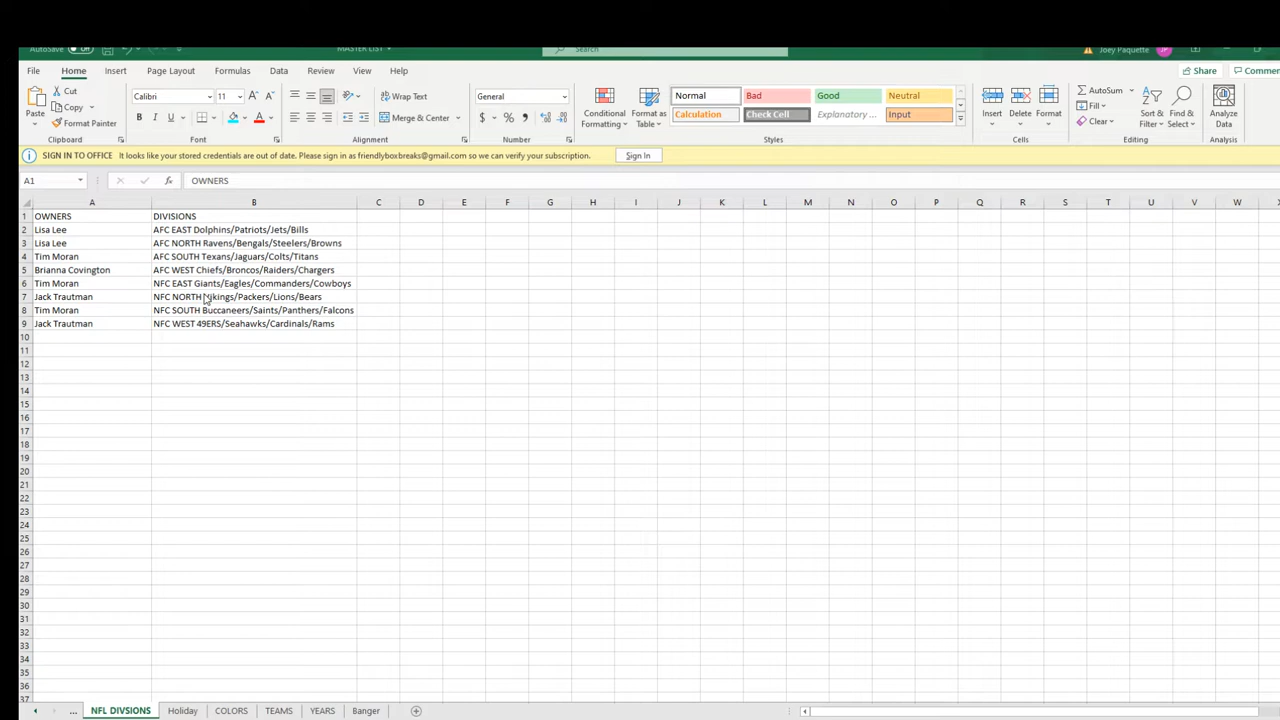 AutoSave Off MASTER LIST Search Joey Paquette JP
File Home Insert Page Layout Formulas Data Review View Help Share Commen
Paste Cut Copy Format Painter Clipboard
Calibri 11 B I U A A A Font
Wrap Text Merge & Center Alignment
General $ % Number
Conditional Formatting Format as Table
Normal Bad Good Neutral
Calculation Check Cell Explanatory ... Input
Styles
Insert Delete Format Cells
AutoSum Fill Clear Sort & Filter Find & Select Editing
Analyze Data Analysis
SIGN IN TO OFFICE It looks like your stored credentials are out of date. Please sign in as friendlyboxbreaks@gmail.com so we can verify your subscription. Sign In
A1 fx OWNERS
A B C D E F G H I J K L M N O P Q R S T U V W X
1 OWNERS DIVISIONS
2 Lisa Lee AFC EAST Dolphins/Patriots/Jets/Bills
3 Lisa Lee AFC NORTH Ravens/Bengals/Steelers/Browns
4 Tim Moran AFC SOUTH Texans/Jaguars/Colts/Titans
5 Brianna Covington AFC WEST Chiefs/Broncos/Raiders/Chargers
6 Tim Moran NFC EAST Giants/Eagles/Commanders/Cowboys
7 Jack Trautman NFC NORTH Vikings/Packers/Lions/Bears
8 Tim Moran NFC SOUTH Buccaneers/Saints/Panthers/Falcons
9 Jack Trautman NFC WEST 49ERS/Seahawks/Cardinals/Rams
10
11
12
13
14
15
16
17
18
19
20
21
22
23
24
25
26
27
28
29
30
31
32
33
34
35
36
37
... NFL DIVSIONS Holiday COLORS TEAMS YEARS Banger